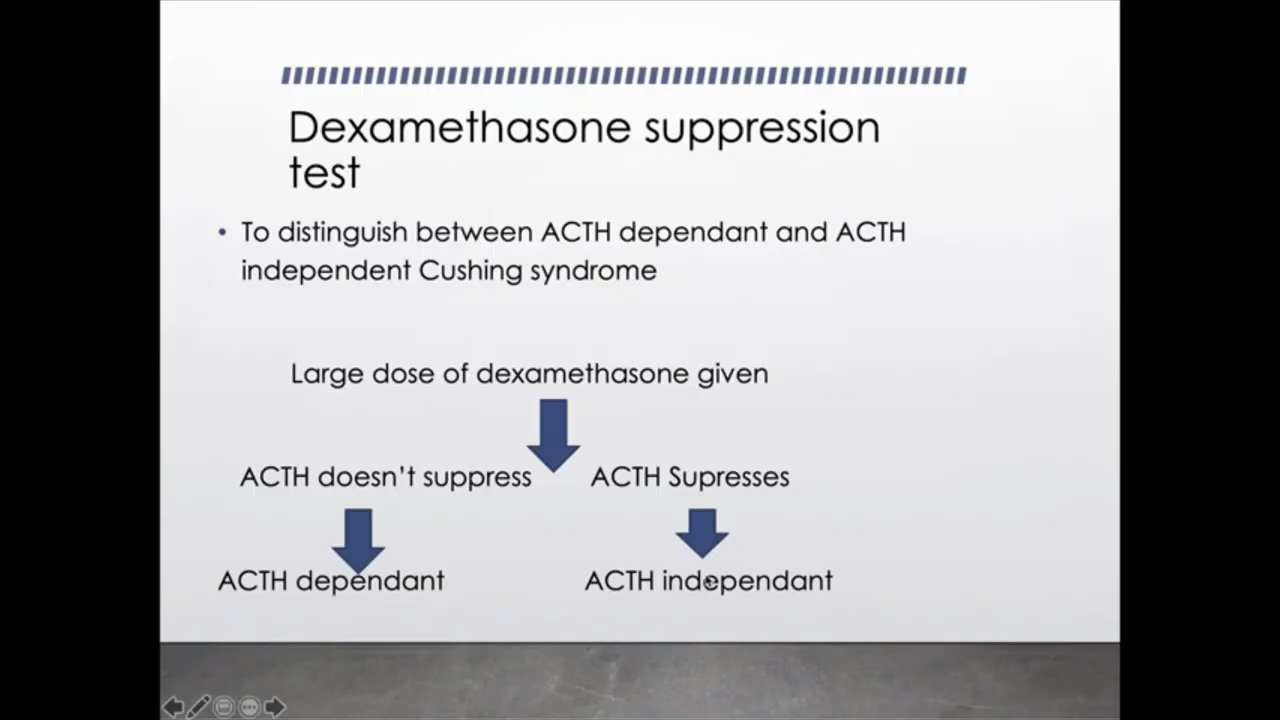 Dexamethasone suppression
test
• To distinguish between ACTH dependant and ACTH
independent Cushing syndrome
Large dose of dexamethasone given
ACTH doesn't suppress
ACTH Supresses
ACTH dependant
ACTH independant